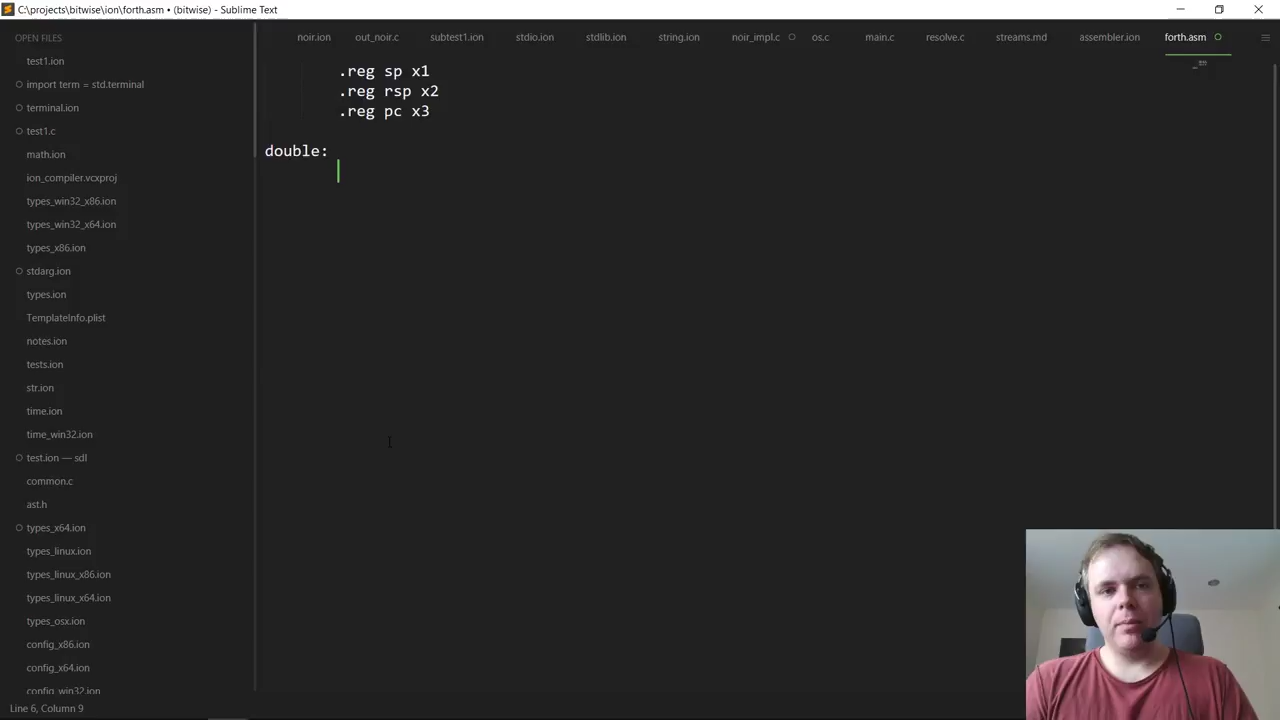 C:\projects\bitwise\ion\forth.asm • (bitwise) - Sublime Text
OPEN FILES
test1.ion
import term = std.terminal
terminal.ion
test1.c
math.ion
ion_compiler.vcxproj
types_win32_x86.ion
types_win32_x64.ion
types_x86.ion
stdarg.ion
types.ion
TemplateInfo.plist
notes.ion
tests.ion
str.ion
time.ion
time_win32.ion
test.ion — sdl
common.c
ast.h
types_x64.ion
types_linux.ion
types_linux_x86.ion
types_linux_x64.ion
types_osx.ion
config_x86.ion
config_x64.ion
config_win32.ion
noir.ion out_noir.c subtest1.ion stdio.ion stdlib.ion string.ion noir_impl.c os.c main.c resolve.c streams.md assembler.ion forth.asm
.reg sp x1
.reg rsp x2
.reg pc x3
double:
Line 6, Column 9